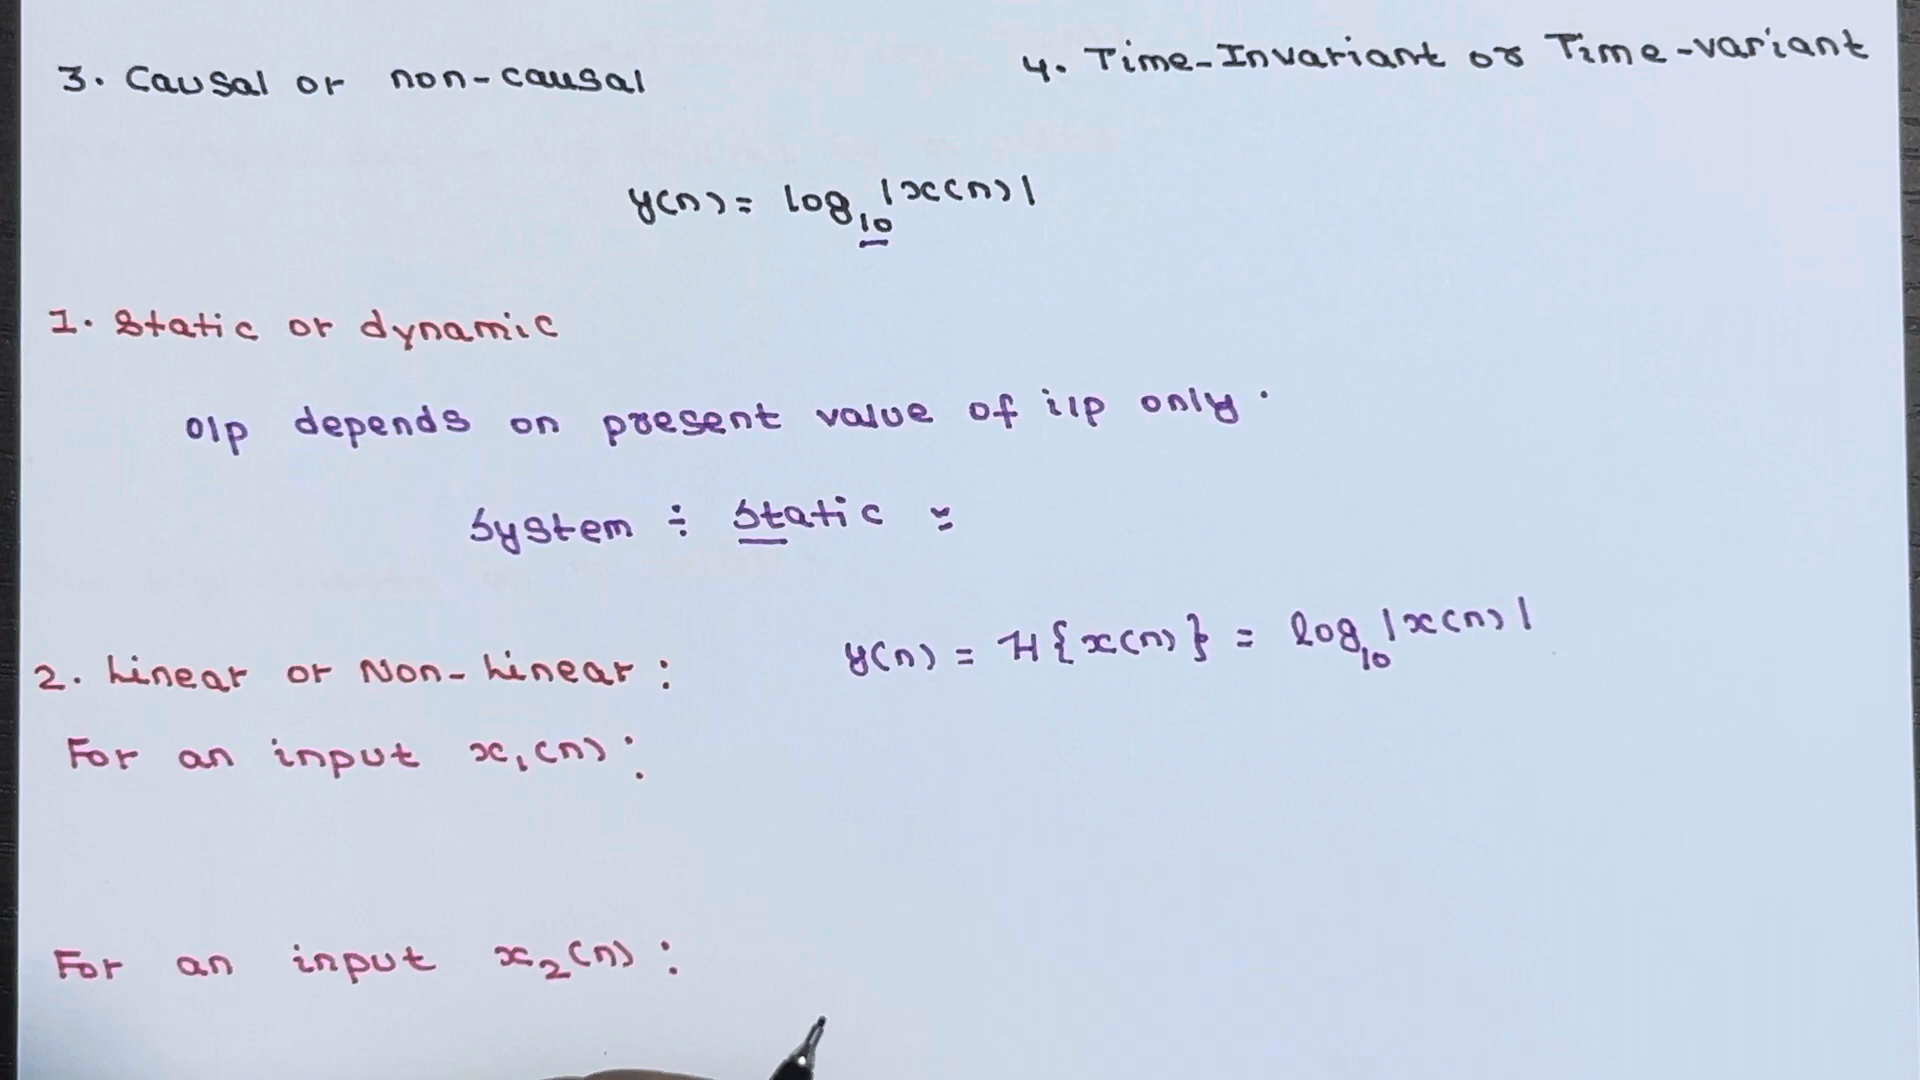 3. Causal or non-causal
4. Time-Invariant or Time-variant
y(n) = log₁₀|x(n)|
1. Static or dynamic
o/p depends on present value of i/p only.
System : Static
2. Linear or Non-Linear :
y(n) = H{x(n)} = log₁₀|x(n)|
For an input x₁(n):
For an input x₂(n):